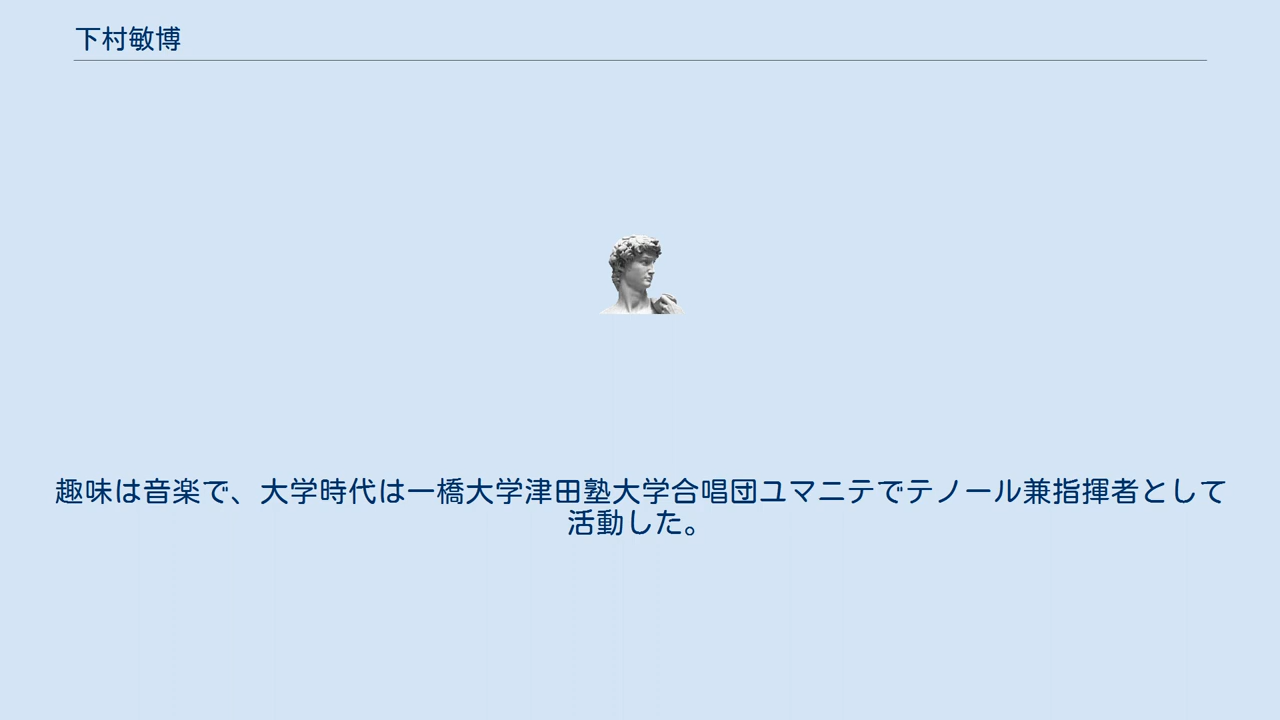 下村敏博
趣味は音楽で、大学時代は一橋大学津田塾大学合唱団ユマニテでテノール兼指揮者として
活動した。